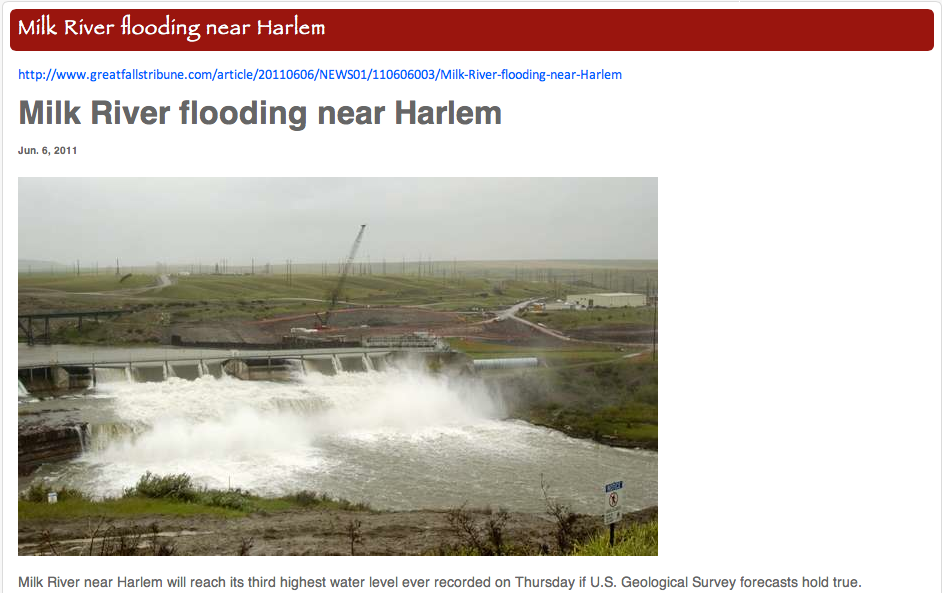 Milk River flooding near Harlem
http://www.greatfallstribune.com/article/20110606/NEWS01/110606003/Milk-River-flooding-near-Harlem
Milk River flooding near Harlem
Jun. 6, 2011
NOTICE
Milk River near Harlem will reach its third highest water level ever recorded on Thursday if U.S. Geological Survey forecasts hold true.